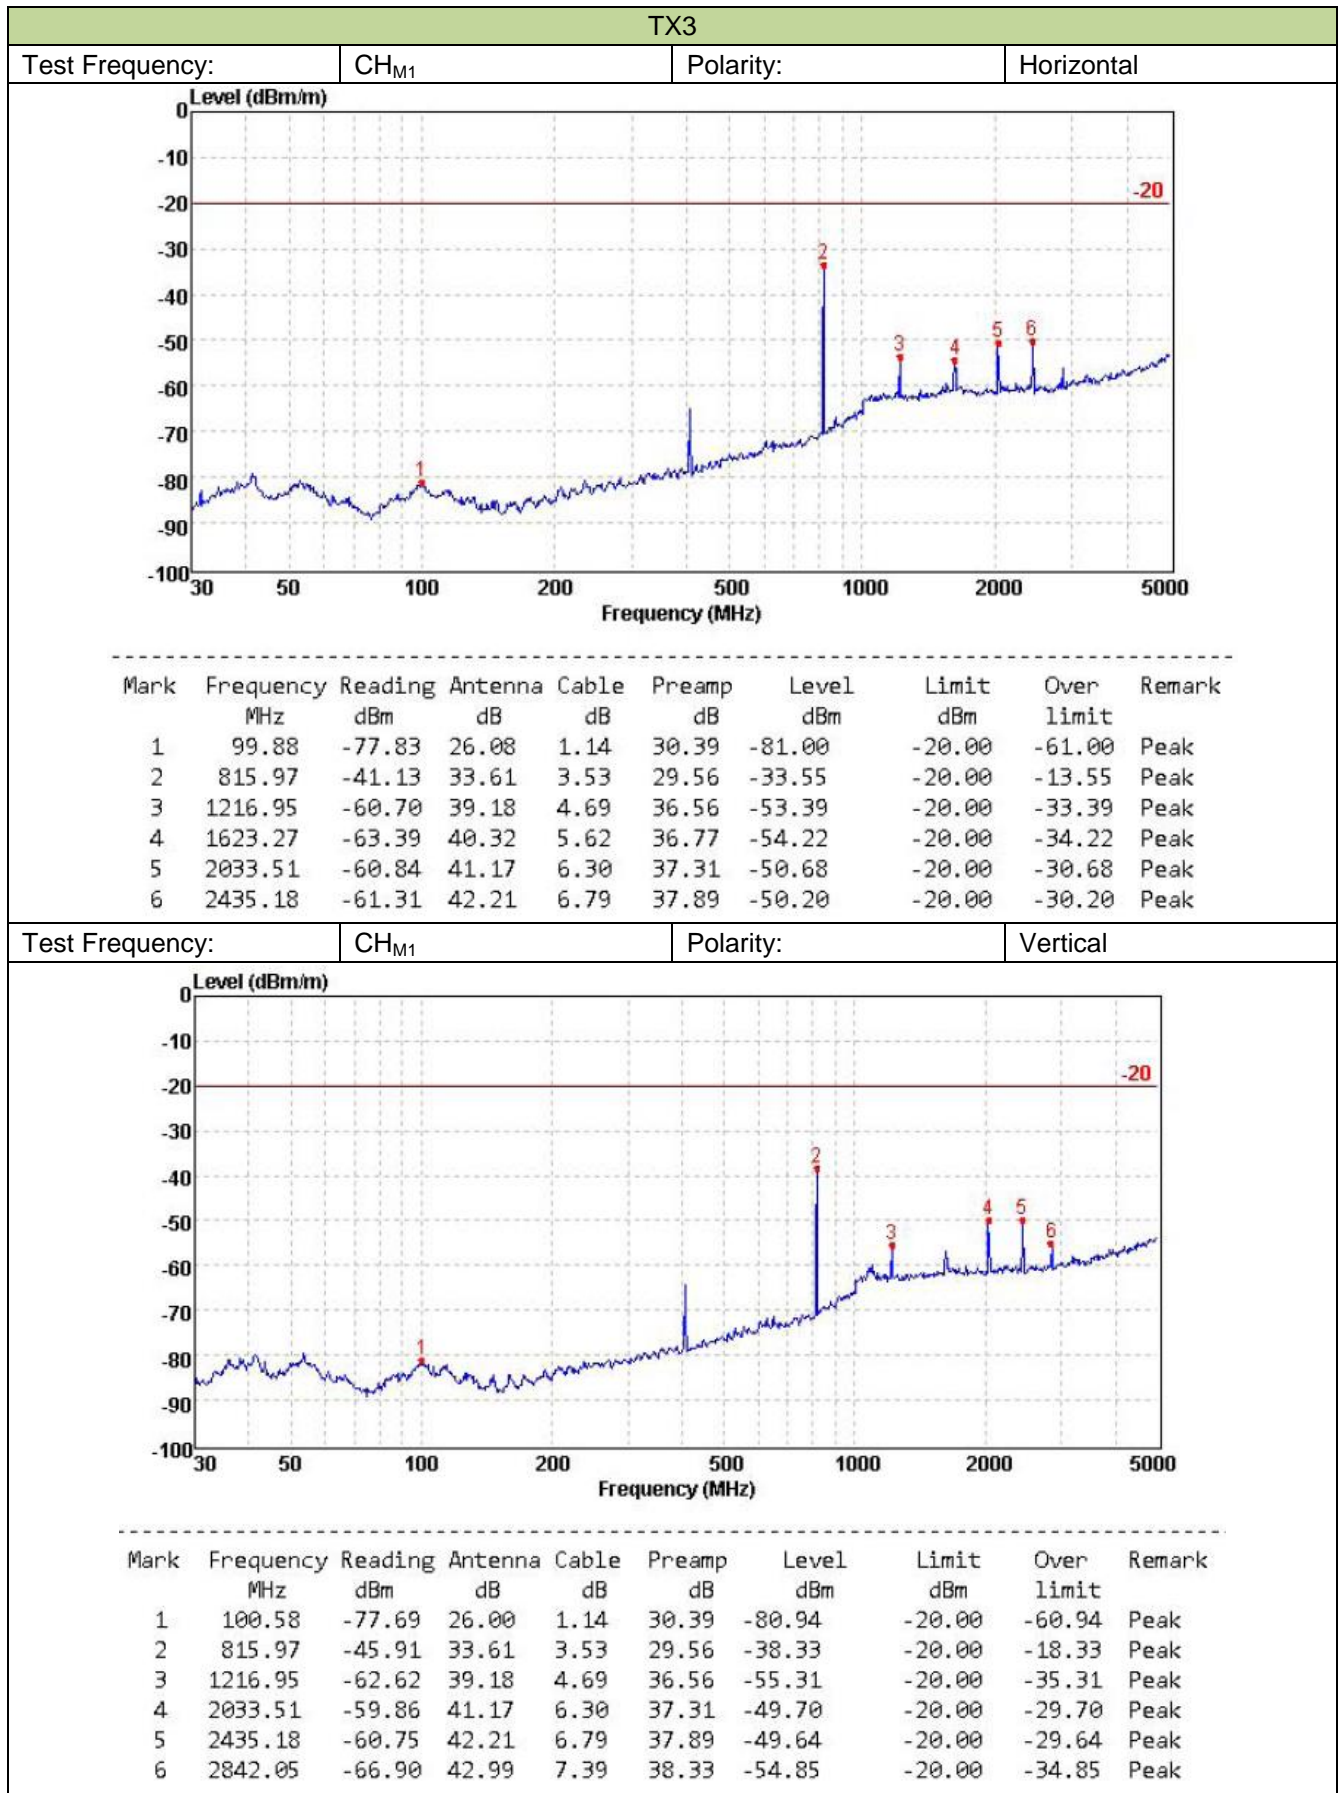 TX3
Test Frequency: CHM1 Polarity: Horizontal
Level (dBm/m)
0
-10
-20
-20
-30
2
-40
-50
3 4 5 6
-60
-70
-80
1
-90
-100
30 50 100 200 500 1000 2000 5000
Frequency (MHz)
Mark Frequency Reading Antenna Cable Preamp Level Limit Over Remark
MHz dBm dB dB dB dBm dBm limit
1 99.88 -77.83 26.08 1.14 30.39 -81.00 -20.00 -61.00 Peak
2 815.97 -41.13 33.61 3.53 29.56 -33.55 -20.00 -13.55 Peak
3 1216.95 -60.70 39.18 4.69 36.56 -53.39 -20.00 -33.39 Peak
4 1623.27 -63.39 40.32 5.62 36.77 -54.22 -20.00 -34.22 Peak
5 2033.51 -60.84 41.17 6.30 37.31 -50.68 -20.00 -30.68 Peak
6 2435.18 -61.31 42.21 6.79 37.89 -50.20 -20.00 -30.20 Peak
Test Frequency: CHM1 Polarity: Vertical
Level (dBm/m)
0
-10
-20
-20
-30
2
-40
-50
3 4 5 6
-60
-70
-80
1
-90
-100
30 50 100 200 500 1000 2000 5000
Frequency (MHz)
Mark Frequency Reading Antenna Cable Preamp Level Limit Over Remark
MHz dBm dB dB dB dBm dBm limit
1 100.58 -77.69 26.00 1.14 30.39 -80.94 -20.00 -60.94 Peak
2 815.97 -45.91 33.61 3.53 29.56 -38.33 -20.00 -18.33 Peak
3 1216.95 -62.62 39.18 4.69 36.56 -55.31 -20.00 -35.31 Peak
4 2033.51 -59.86 41.17 6.30 37.31 -49.70 -20.00 -29.70 Peak
5 2435.18 -60.75 42.21 6.79 37.89 -49.64 -20.00 -29.64 Peak
6 2842.05 -66.90 42.99 7.39 38.33 -54.85 -20.00 -34.85 Peak